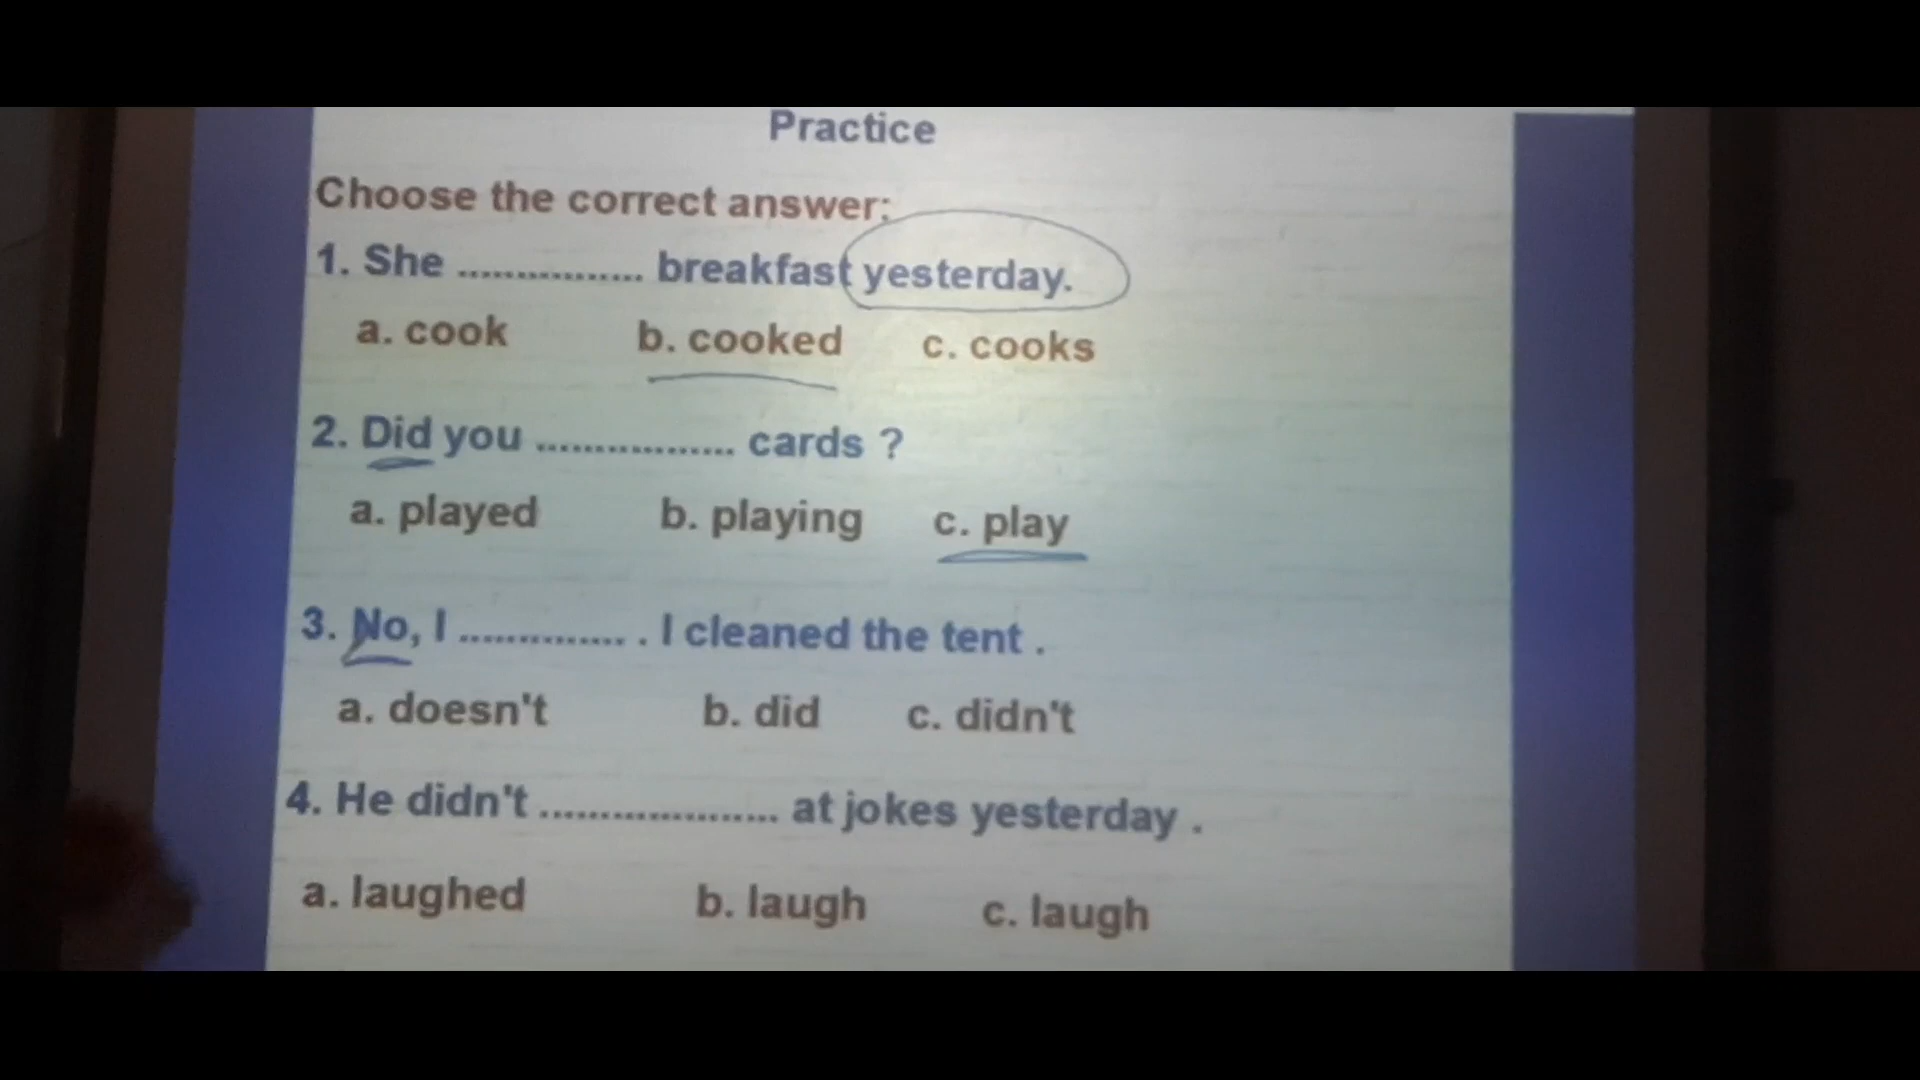 Practice
Choose the correct answer:
1. She ................ breakfast yesterday.
a. cook b. cooked c. cooks
2. Did you ................. cards ?
a. played b. playing c. play
3. No, I .............. . I cleaned the tent .
a. doesn't b. did c. didn't
4. He didn't .................... at jokes yesterday .
a. laughed b. laugh c. laugh